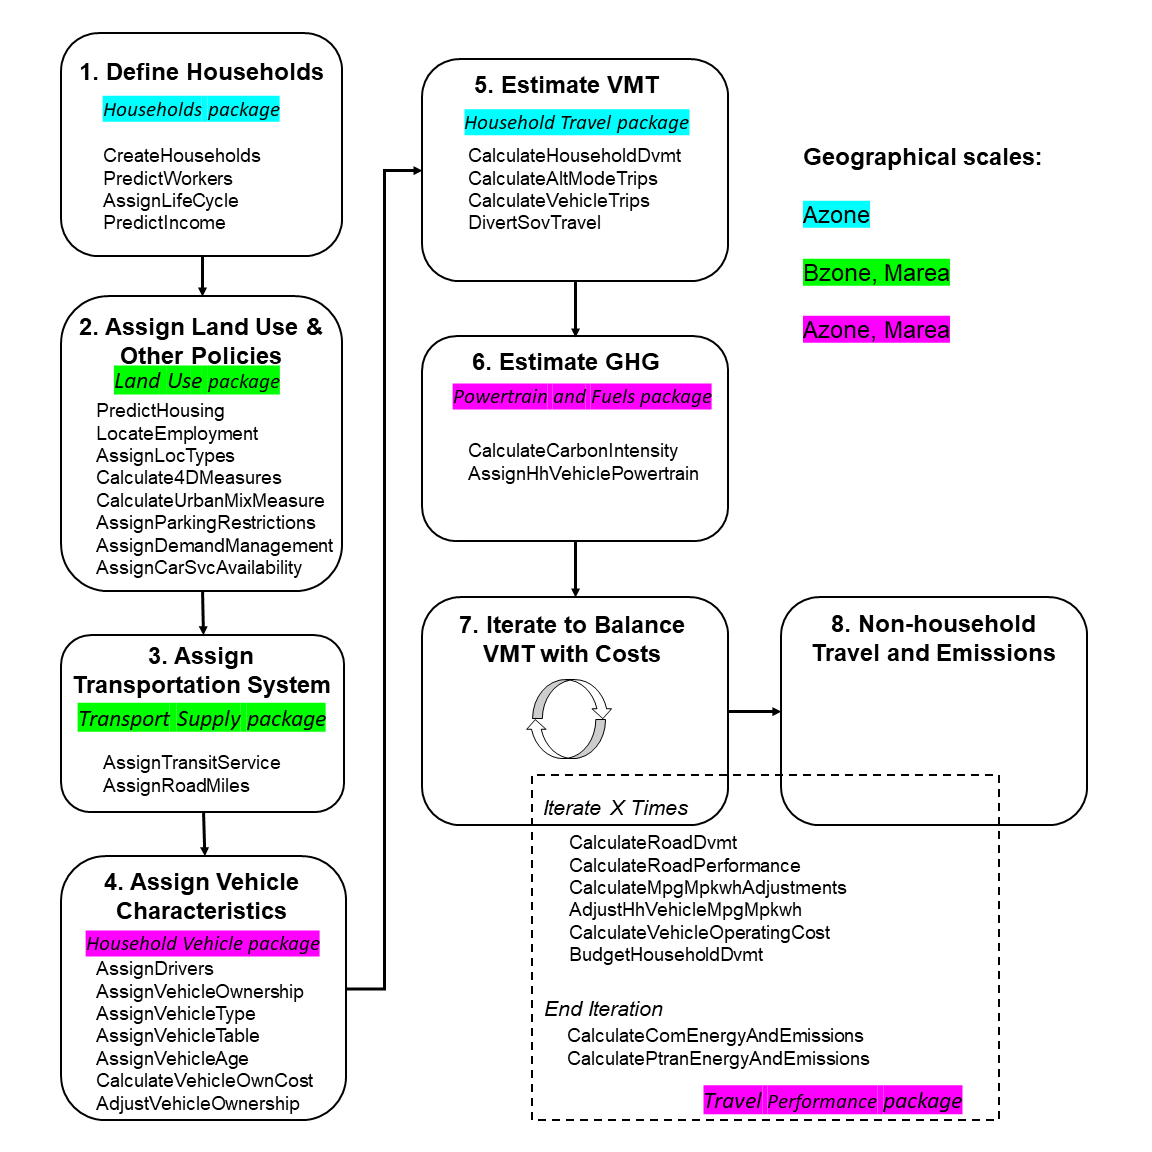 1. Define Households
Households package
CreateHouseholds
PredictWorkers
AssignLifeCycle
PredictIncome
2. Assign Land Use &
Other Policies
Land Use package
PredictHousing
LocateEmployment
AssignLocTypes
Calculate4DMeasures
CalculateUrbanMixMeasure
AssignParkingRestrictions
AssignDemandManagement
AssignCarSvcAvailability
3. Assign
Transportation System
Transport Supply package
AssignTransitService
AssignRoadMiles
4. Assign Vehicle
Characteristics
Household Vehicle package
AssignDrivers
AssignVehicleOwnership
AssignVehicleType
AssignVehicleTable
AssignVehicleAge
CalculateVehicleOwnCost
AdjustVehicleOwnership
5. Estimate VMT
Household Travel package
CalculateHouseholdDvmt
CalculateAltModeTrips
CalculateVehicleTrips
DivertSovTravel
6. Estimate GHG
Powertrain and Fuels package
CalculateCarbonIntensity
AssignHhVehiclePowertrain
7. Iterate to Balance
VMT with Costs
8. Non-household
Travel and Emissions
Iterate X Times
CalculateRoadDvmt
CalculateRoadPerformance
CalculateMpgMpkwhAdjustments
AdjustHhVehicleMpgMpkwh
CalculateVehicleOperatingCost
BudgetHouseholdDvmt
End Iteration
CalculateComEnergyAndEmissions
CalculatePtranEnergyAndEmissions
Travel Performance package
Geographical scales:
Azone
Bzone, Marea
Azone, Marea